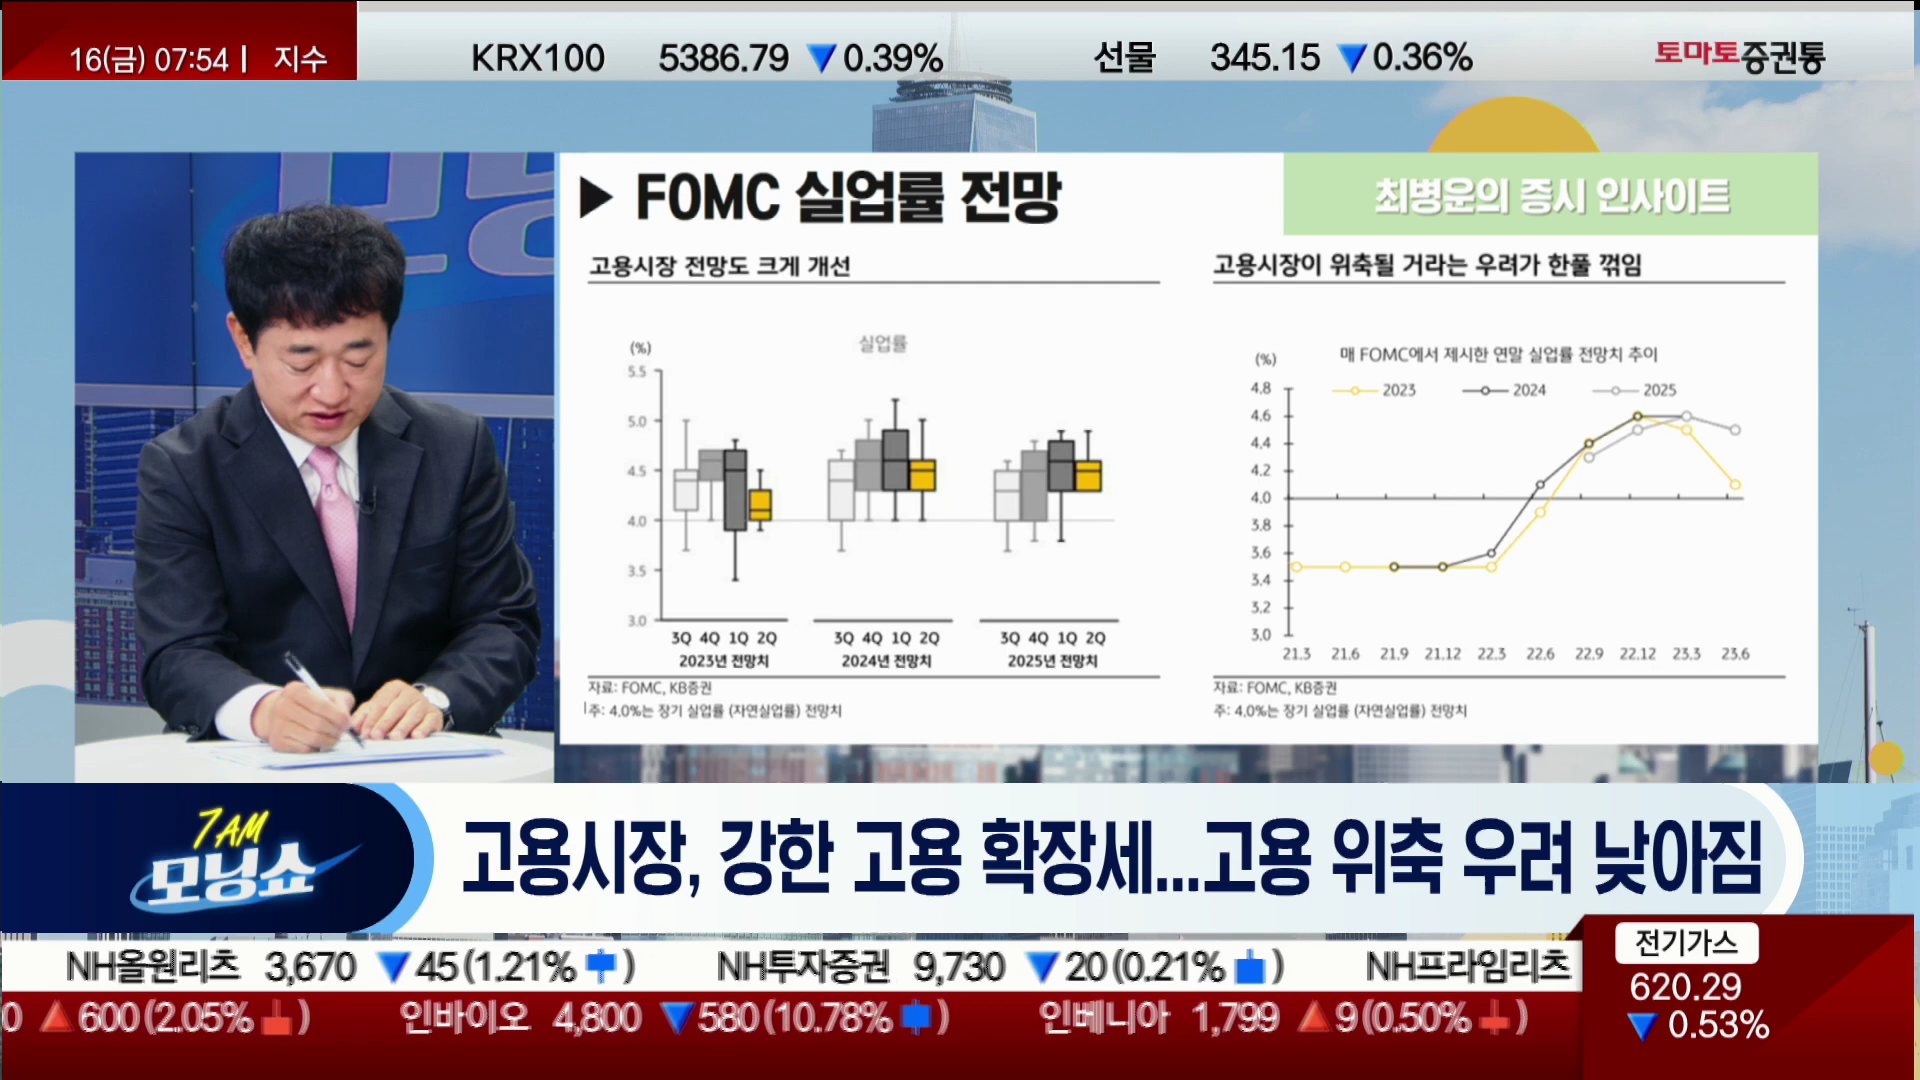 16(금) 07:54 | 지수 KRX100 5386.79 ▼0.39% 선물 345.15 ▼0.36% 토마토증권통
▶ FOMC 실업률 전망
최병운의 증시 인사이트
고용시장 전망도 크게 개선
실업률
(%)
5.5
5.0
4.5
4.0
3.5
3.0
3Q 4Q 1Q 2Q 3Q 4Q 1Q 2Q 3Q 4Q 1Q 2Q
2023년 전망치 2024년 전망치 2025년 전망치
자료: FOMC, KB증권
주: 4.0%는 장기 실업률 (자연실업률) 전망치
고용시장이 위축될 거라는 우려가 한풀 꺾임
(%) 매 FOMC에서 제시한 연말 실업률 전망치 추이
2023 2024 2025
4.8
4.6
4.4
4.2
4.0
3.8
3.6
3.4
3.2
3.0
21.3 21.6 21.9 21.12 22.3 22.6 22.9 22.12 23.3 23.6
자료: FOMC, KB증권
주: 4.0%는 장기 실업률 (자연실업률) 전망치
7AM
모닝쇼
고용시장, 강한 고용 확장세...고용 위축 우려 낮아짐
NH올원리츠 3,670 ▼45(1.21%) NH투자증권 9,730 ▼20(0.21%) NH프라임리츠
0 ▲600(2.05%) 인바이오 4,800 ▼580(10.78%) 인베니아 1,799 ▲9(0.50%)
전기가스
620.29
▼0.53%